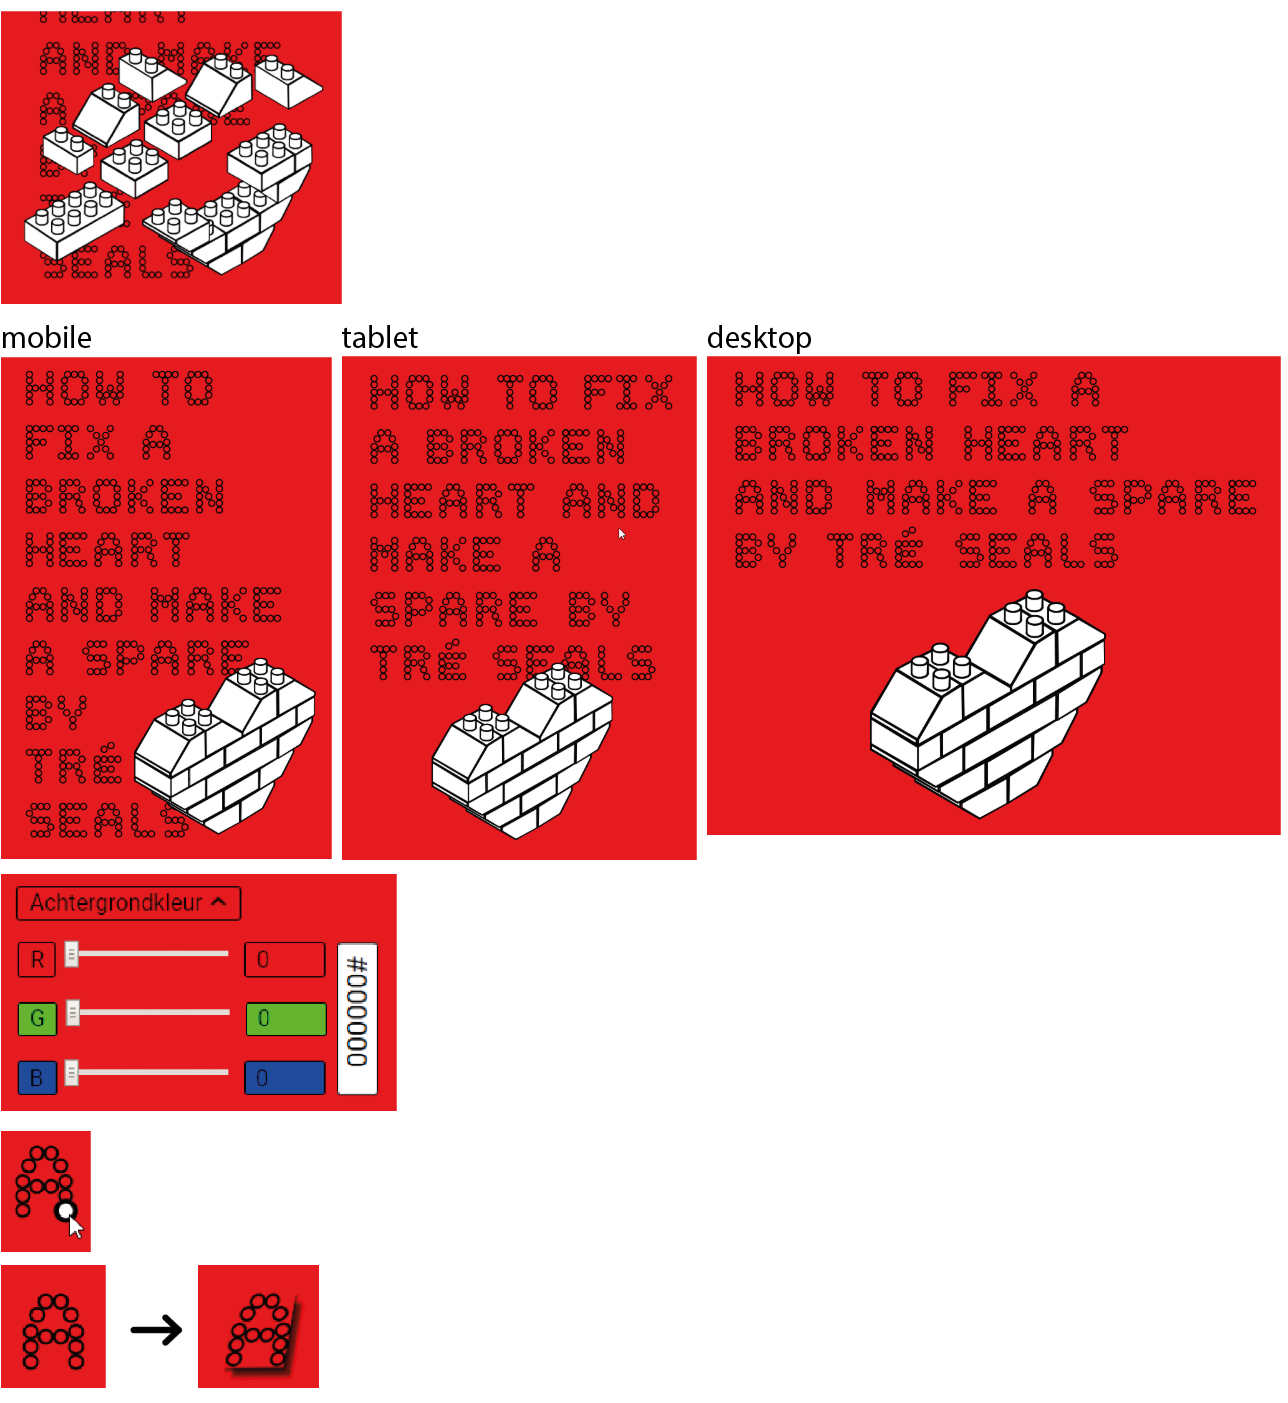 HEART
AND MAKE
A
SEALS
mobile
tablet
desktop
HOW TO
FIX A
BROKEN
HEART
AND MAKE
A SPARE
BY
TRÉ
SEALS
HOW TO FIX
A BROKEN
HEART AND
MAKE A
SPARE BY
TRÉ SEALS
HOW TO FIX A
BROKEN HEART
AND MAKE A SPARE
BY TRÉ SEALS
Achtergrondkleur
R 0
G 0
B 0
#000000
A
A
A